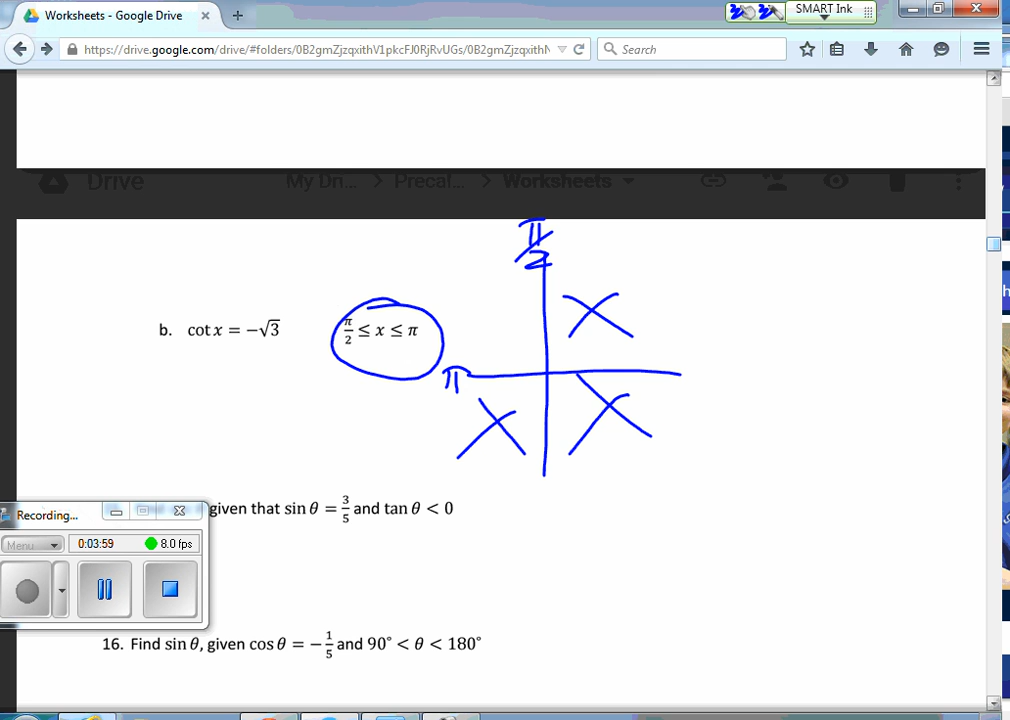 Worksheets - Google Drive
SMART Ink
https://drive.google.com/drive/#folders/0B2gmZjzqxithV1pkcFJ0RjRvUGs/0B2gmZjzqxithN
Search
Drive My Dri... > Precal... > Worksheets
π/2
b. cot x = −√3 π/2 ≤ x ≤ π
π
given that sin θ = 3/5 and tan θ < 0
Recording...
Menu 0:03:59 8.0 fps
16. Find sin θ, given cos θ = −1/5 and 90° < θ < 180°